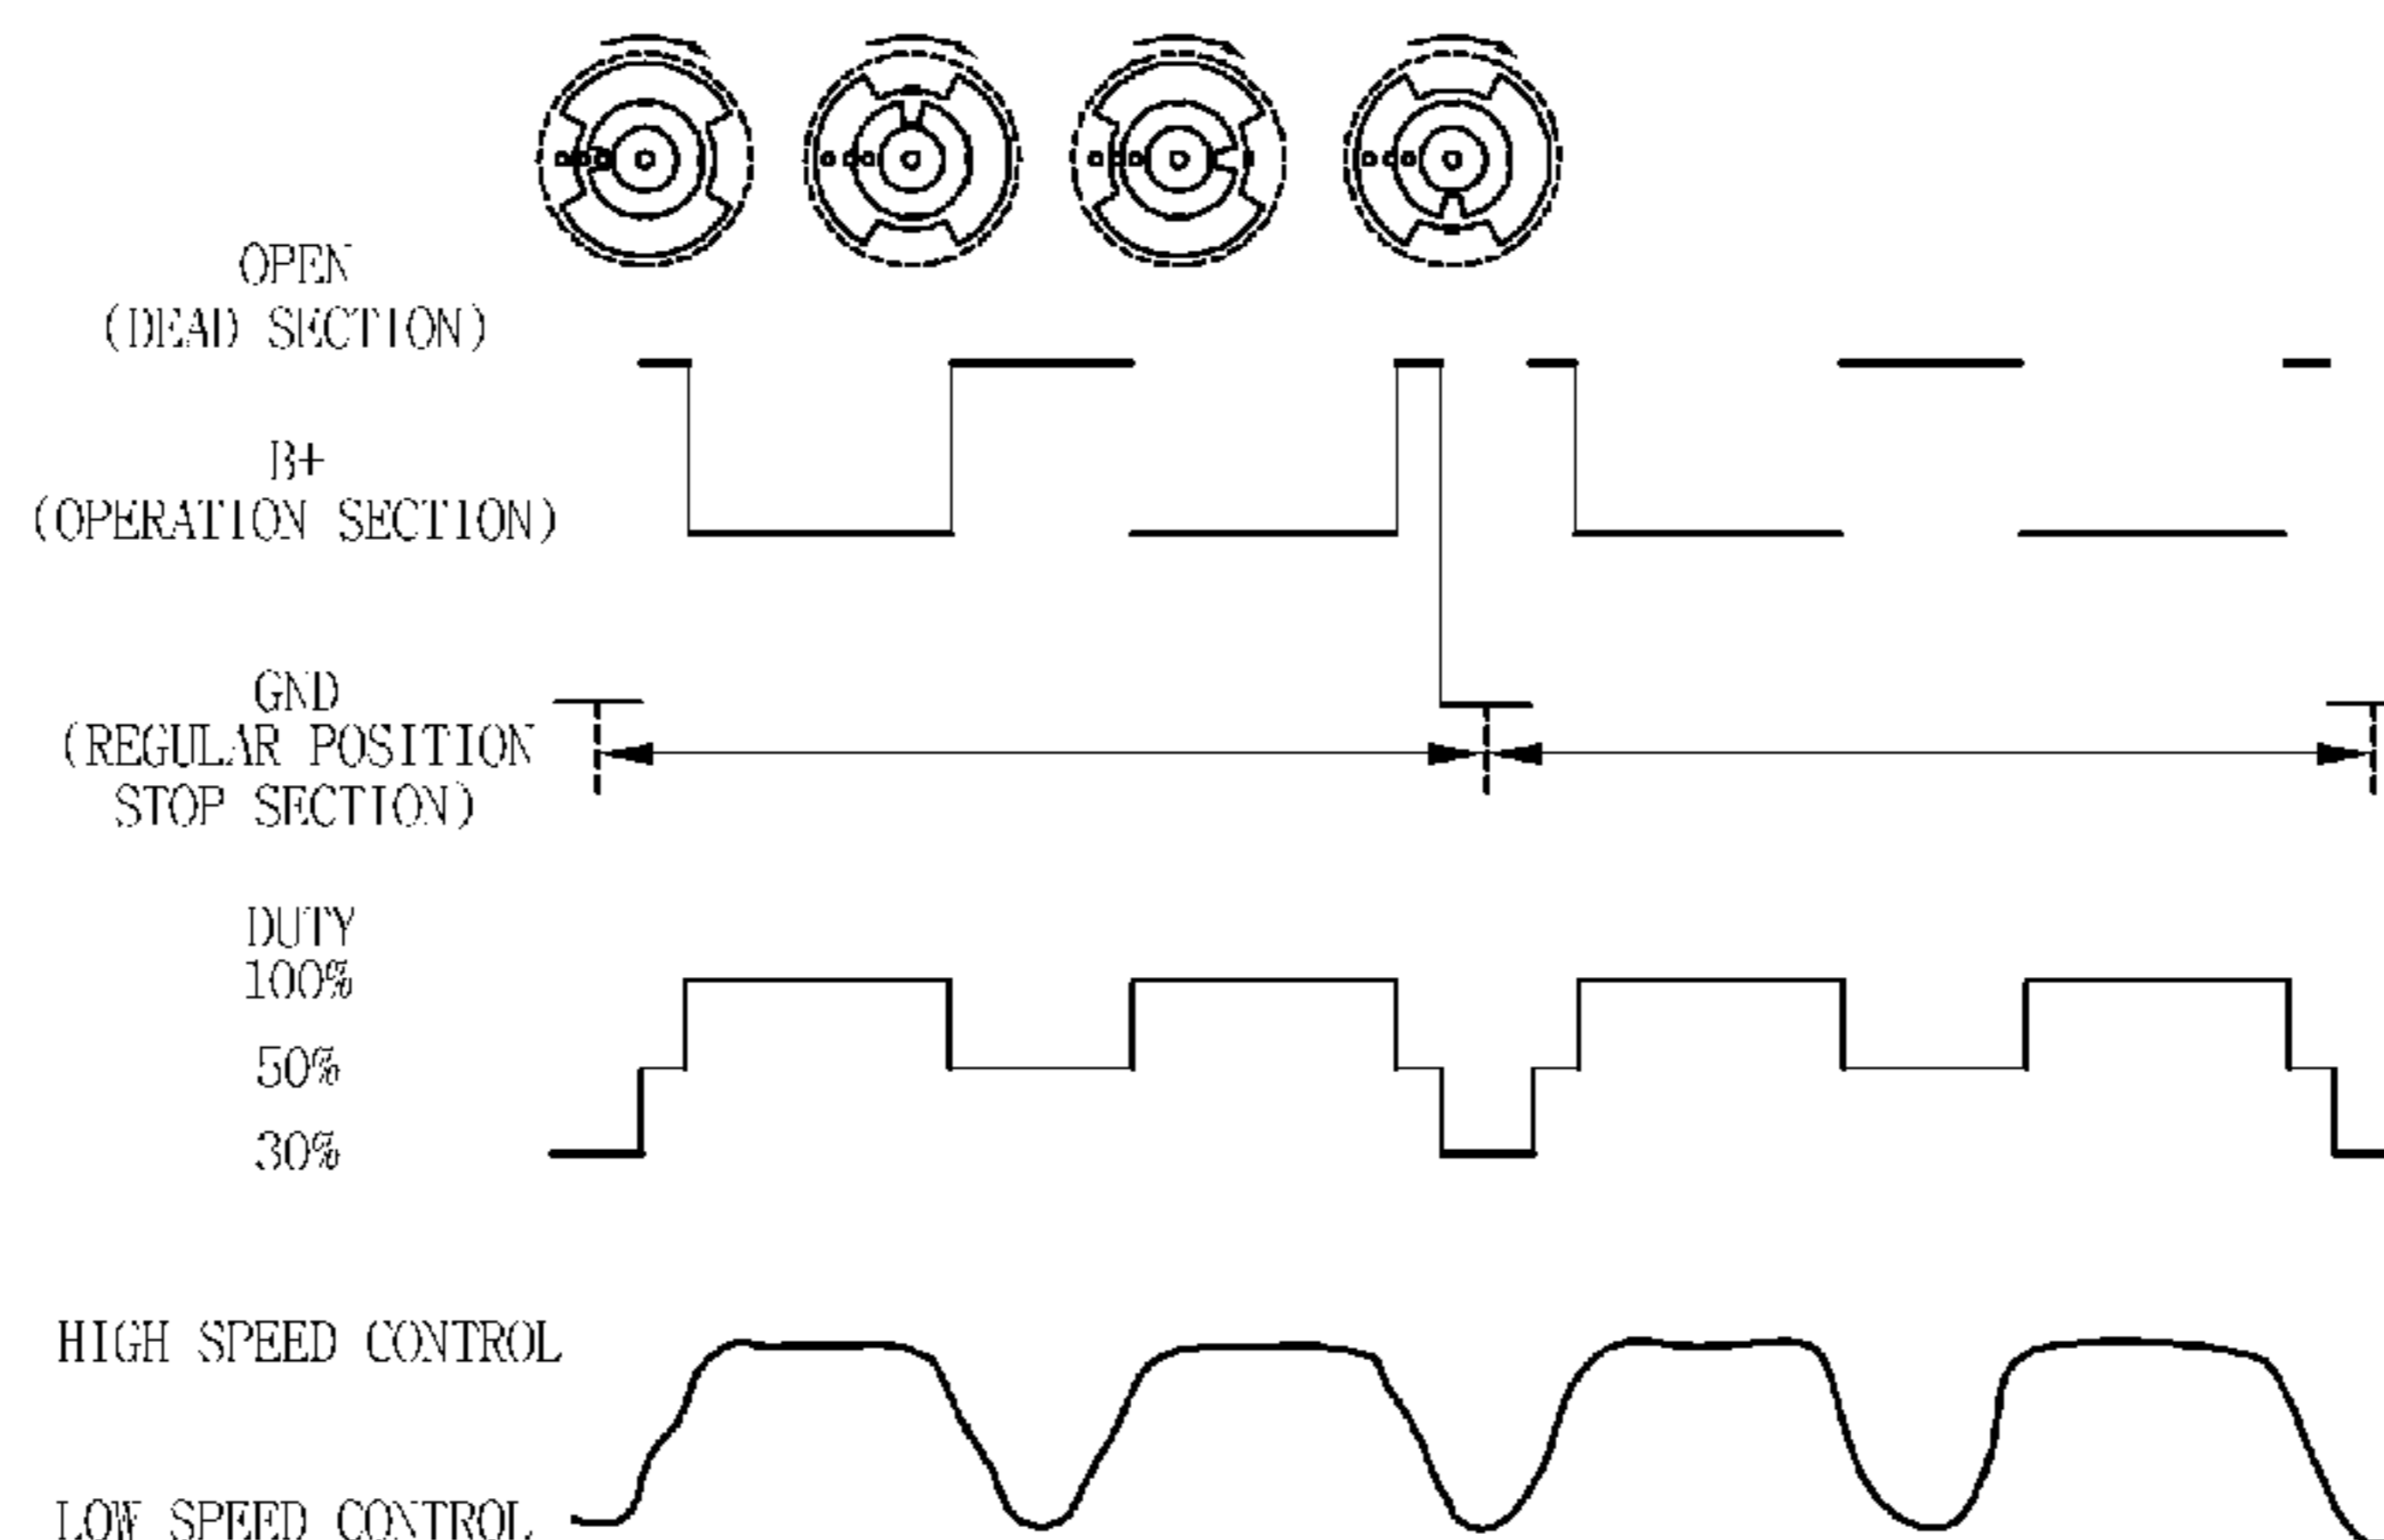 OPEN
(DEAD SECTION)
B+
(OPERATION SECTION)
GND
(REGULAR POSITION
STOP SECTION)
DUTY
100%
50%
30%
HIGH SPEED CONTROL
LOW SPEED CONTROL